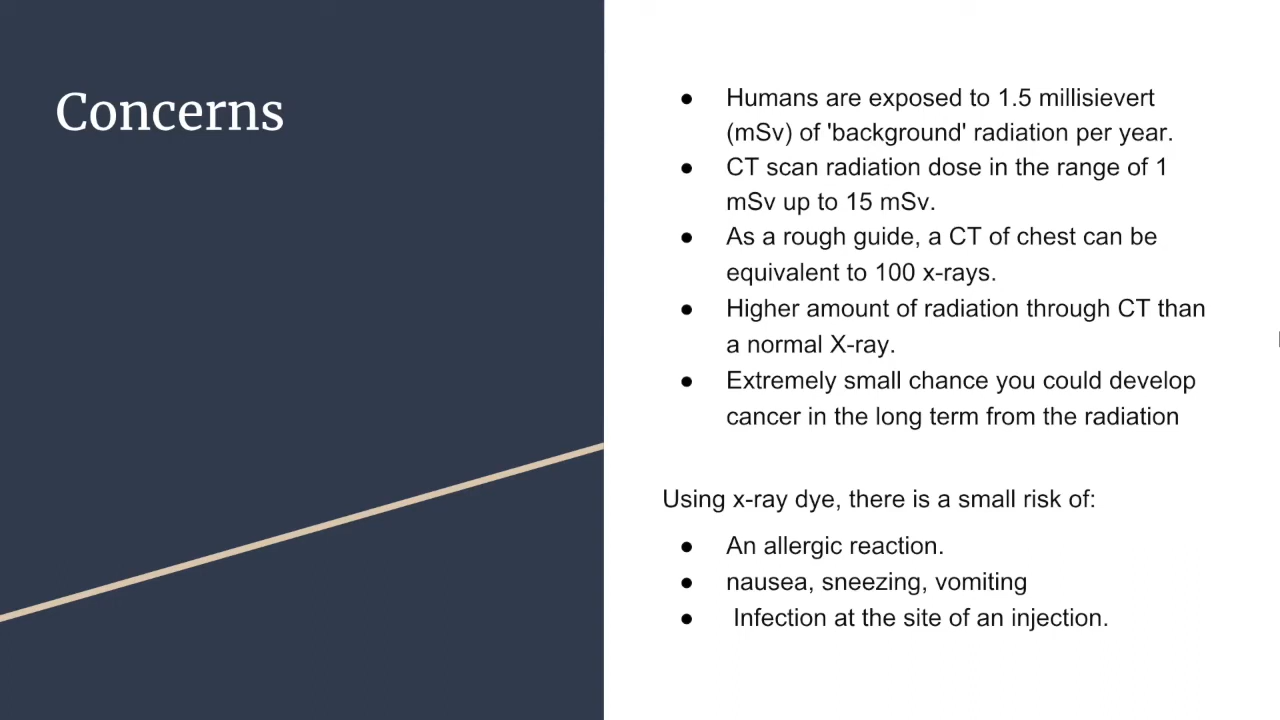 Concerns
● Humans are exposed to 1.5 millisievert
(mSv) of 'background' radiation per year.
● CT scan radiation dose in the range of 1
mSv up to 15 mSv.
● As a rough guide, a CT of chest can be
equivalent to 100 x-rays.
● Higher amount of radiation through CT than
a normal X-ray.
● Extremely small chance you could develop
cancer in the long term from the radiation
Using x-ray dye, there is a small risk of:
● An allergic reaction.
● nausea, sneezing, vomiting
● Infection at the site of an injection.